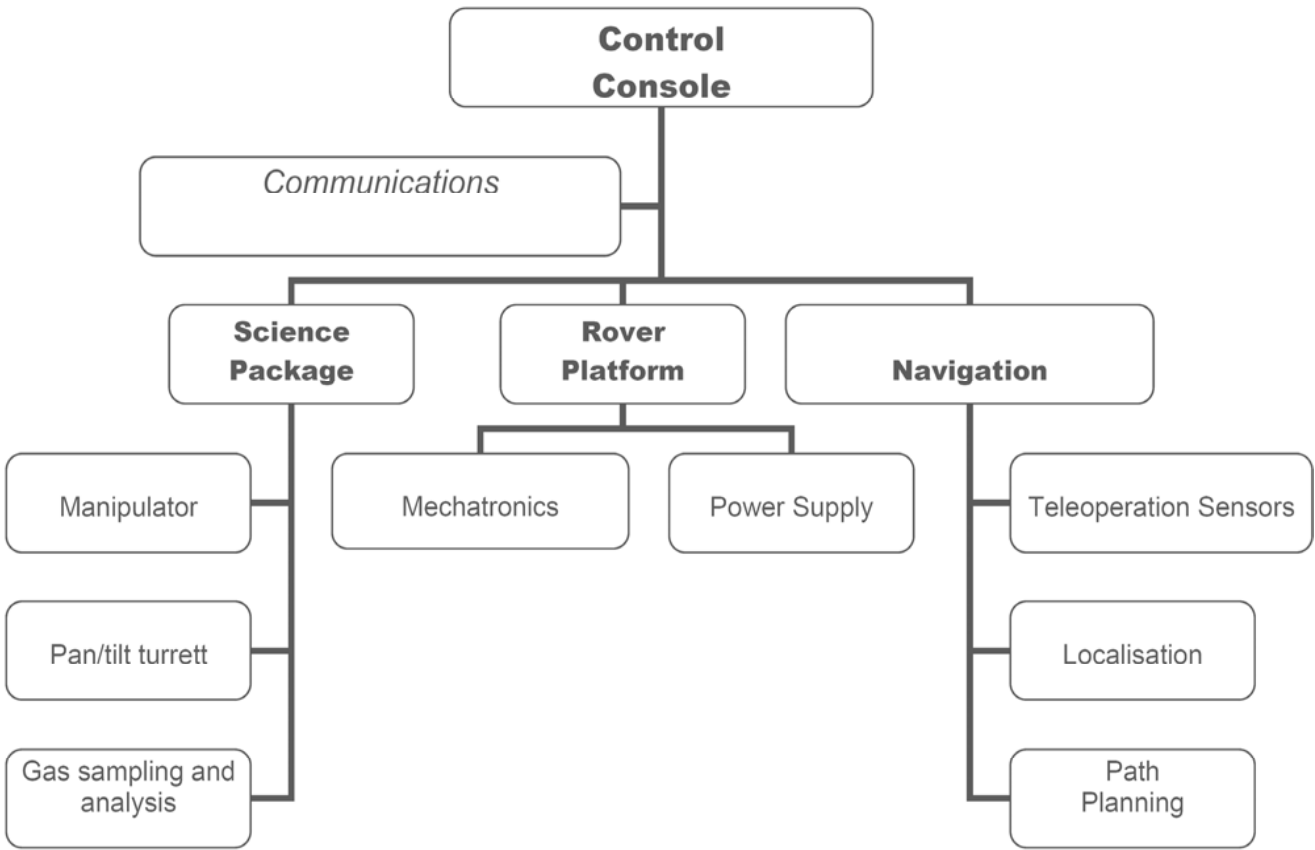 Control
Console
Communications
Science
Package
Rover
Platform
Navigation
Manipulator
Mechatronics
Power Supply
Teleoperation Sensors
Pan/tilt turrett
Localisation
Gas sampling and
analysis
Path
Planning